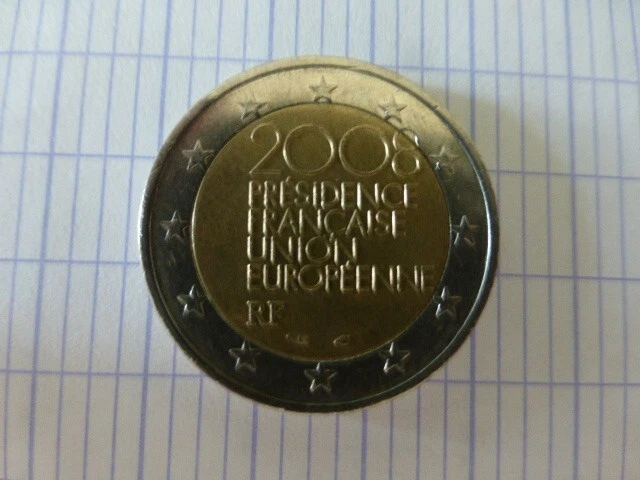 2008
PRÉSIDENCE
FRANÇAISE
UNION
EUROPÉENNE
RF